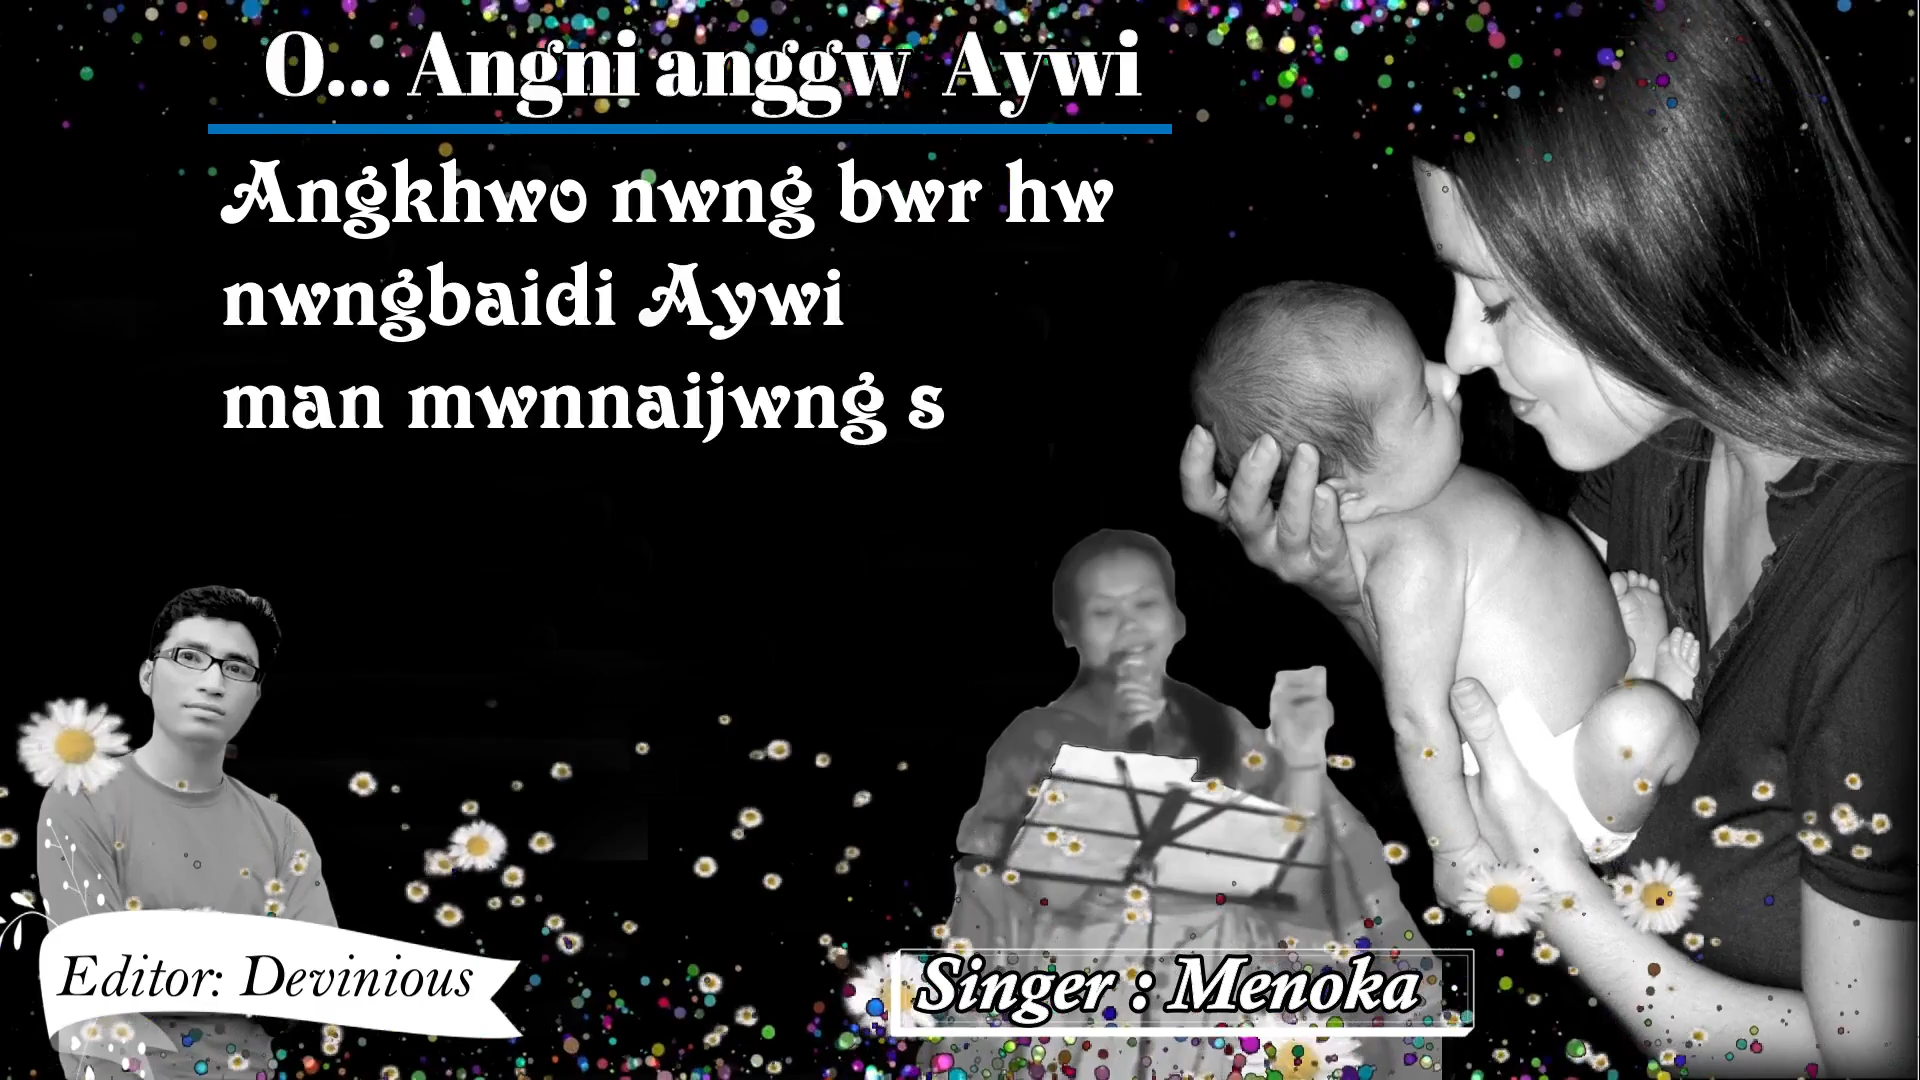 O... Angni anggw Aywi
Angkhwo nwng bwr hw
nwngbaidi Aywi
man mwnnaijwng s
Editor: Devinious
Singer : Menoka